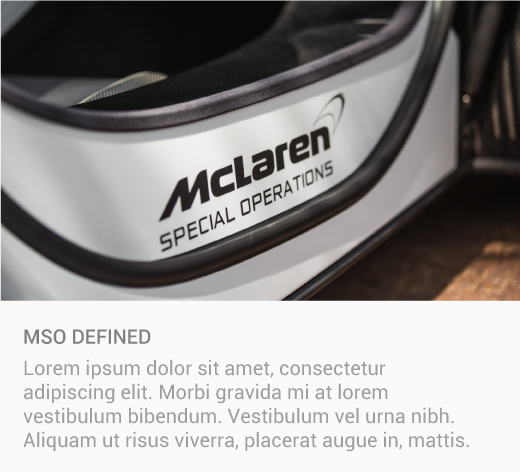 McLaren
SPECIAL OPERATIONS
MSO DEFINED
Lorem ipsum dolor sit amet, consectetur
adipiscing elit. Morbi gravida mi at lorem
vestibulum bibendum. Vestibulum vel urna nibh.
Aliquam ut risus viverra, placerat augue in, mattis.